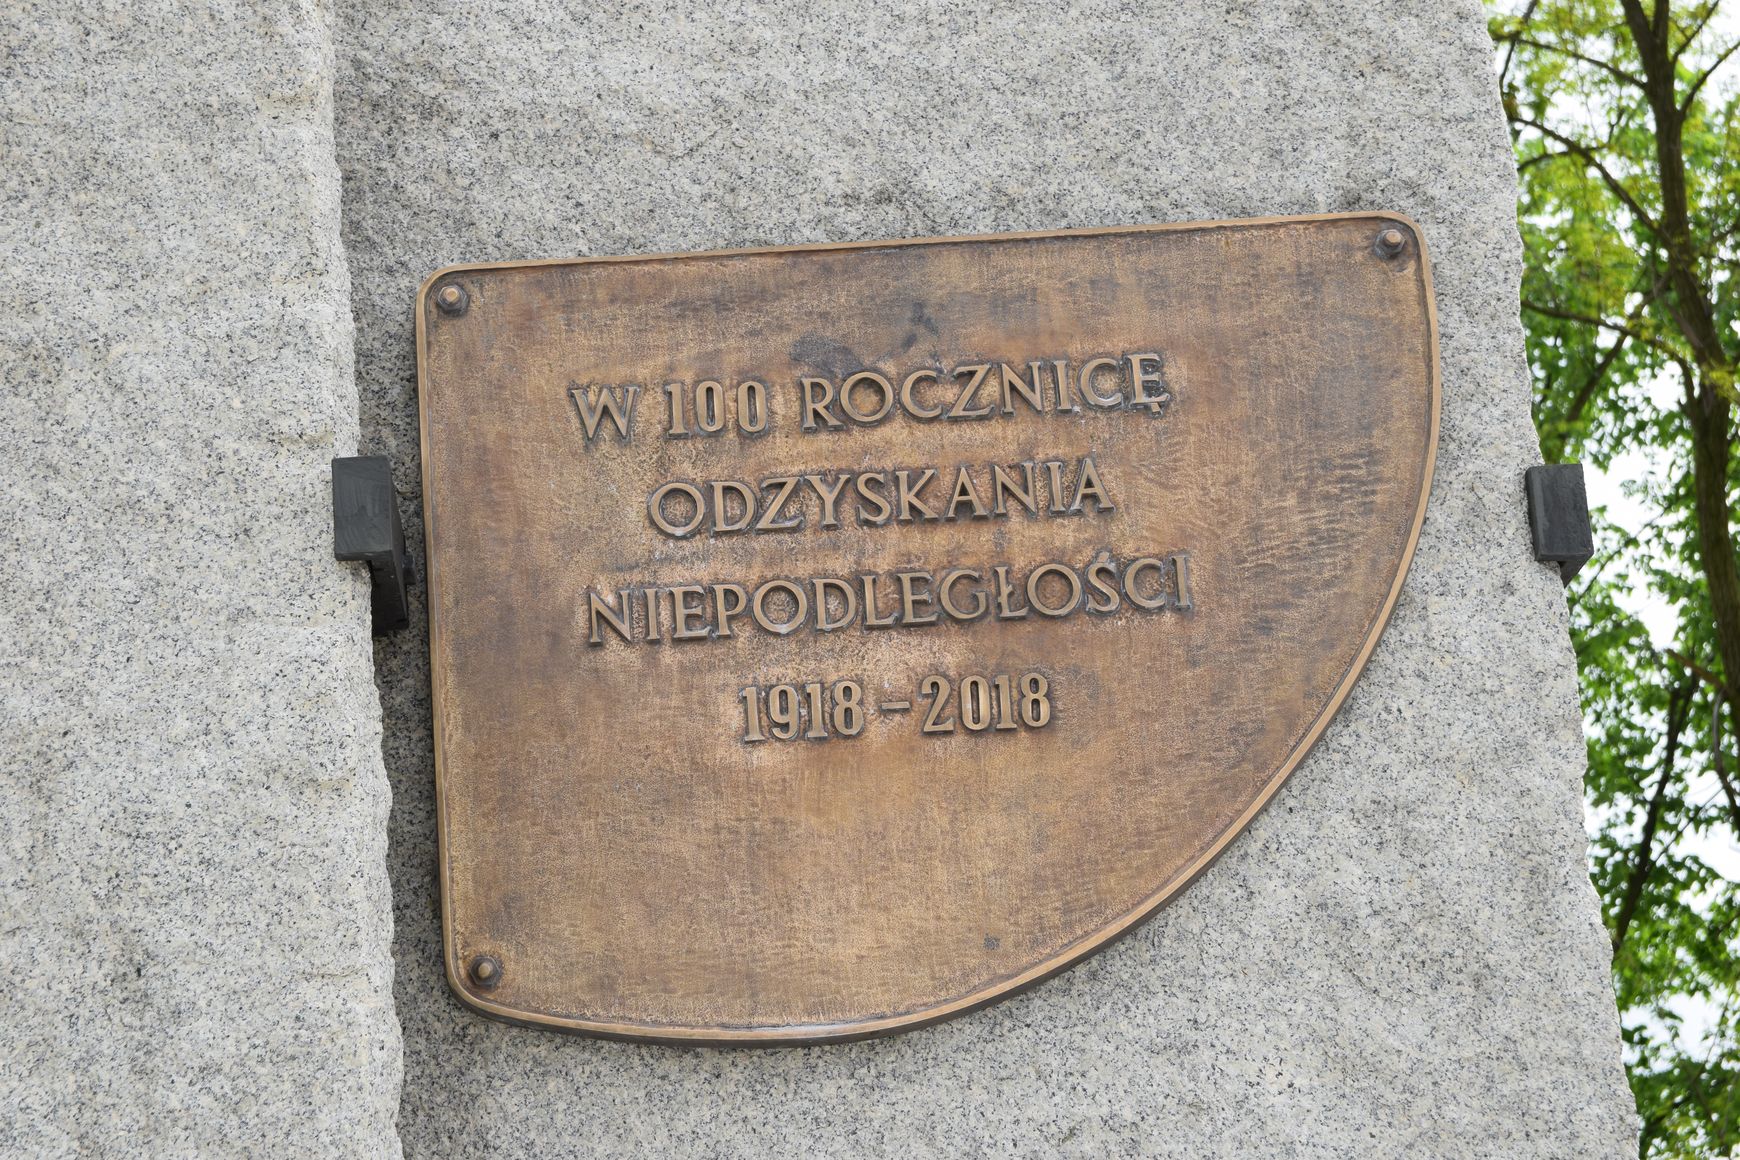 W 100 ROCZNICĘ
ODZYSKANIA
NIEPODLEGŁOŚCI
1918 – 2018